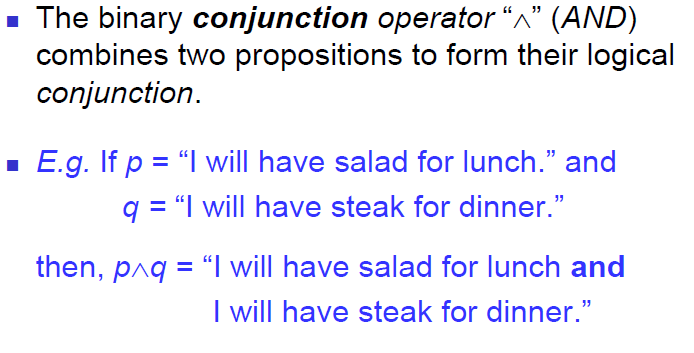 ▪ The binary conjunction operator “∧” (AND)
combines two propositions to form their logical
conjunction.
▪ E.g. If p = “I will have salad for lunch.” and
q = “I will have steak for dinner.”
then, p∧q = “I will have salad for lunch and
I will have steak for dinner.”